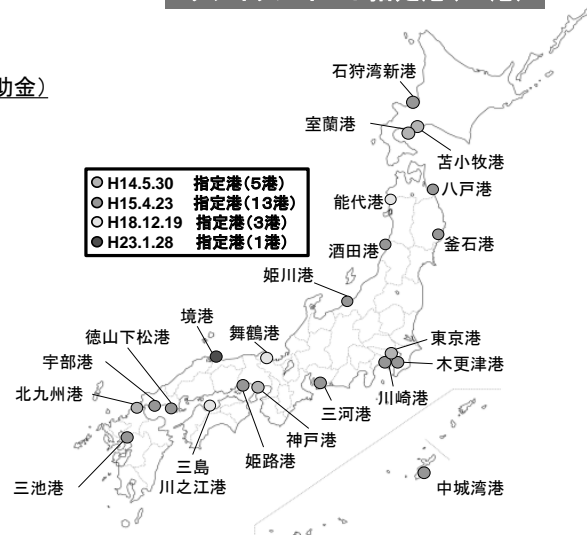 助金)
石狩湾新港
室蘭港
苫小牧港
H14.5.30 指定港(5港)
H15.4.23 指定港(13港)
H18.12.19 指定港(3港)
H23.1.28 指定港(1港)
能代港
八戸港
酒田港
釜石港
姫川港
境港
舞鶴港
徳山下松港
宇部港
北九州港
東京港
木更津港
川崎港
三河港
神戸港
姫路港
三島
川之江港
三池港
中城湾港